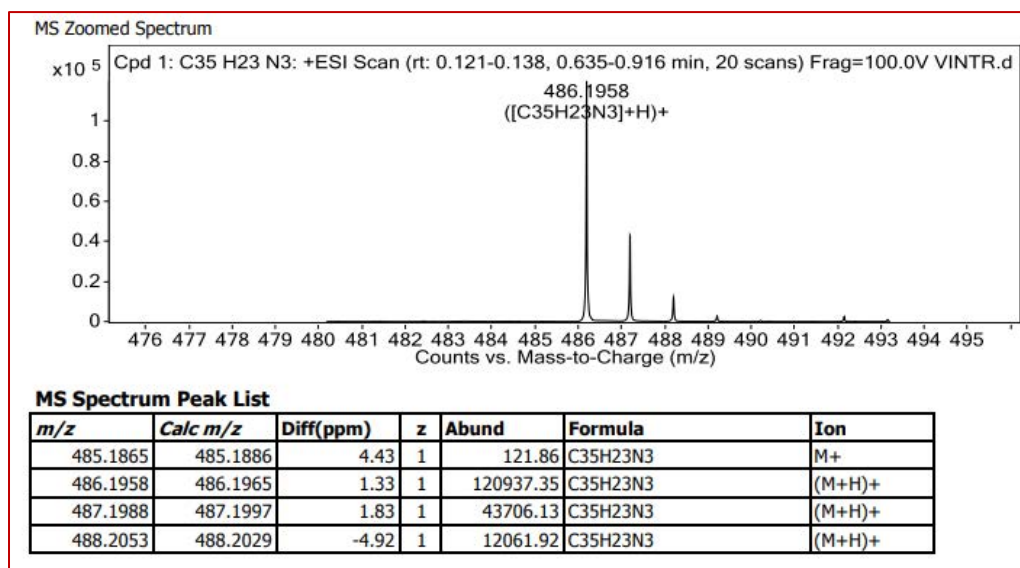 MS Zoomed Spectrum
x10 5 Cpd 1: C35 H23 N3: +ESI Scan (rt: 0.121-0.138, 0.635-0.916 min, 20 scans) Frag=100.0V VINTR.d
486.1958
([C35H23N3]+H)+
1
0.8
0.6
0.4
0.2
0
476 477 478 479 480 481 482 483 484 485 486 487 488 489 490 491 492 493 494 495
Counts vs. Mass-to-Charge (m/z)
MS Spectrum Peak List
m/z Calc m/z Diff(ppm) z Abund Formula Ion
485.1865 485.1886 4.43 1 121.86 C35H23N3 M+
486.1958 486.1965 1.33 1 120937.35 C35H23N3 (M+H)+
487.1988 487.1997 1.83 1 43706.13 C35H23N3 (M+H)+
488.2053 488.2029 -4.92 1 12061.92 C35H23N3 (M+H)+